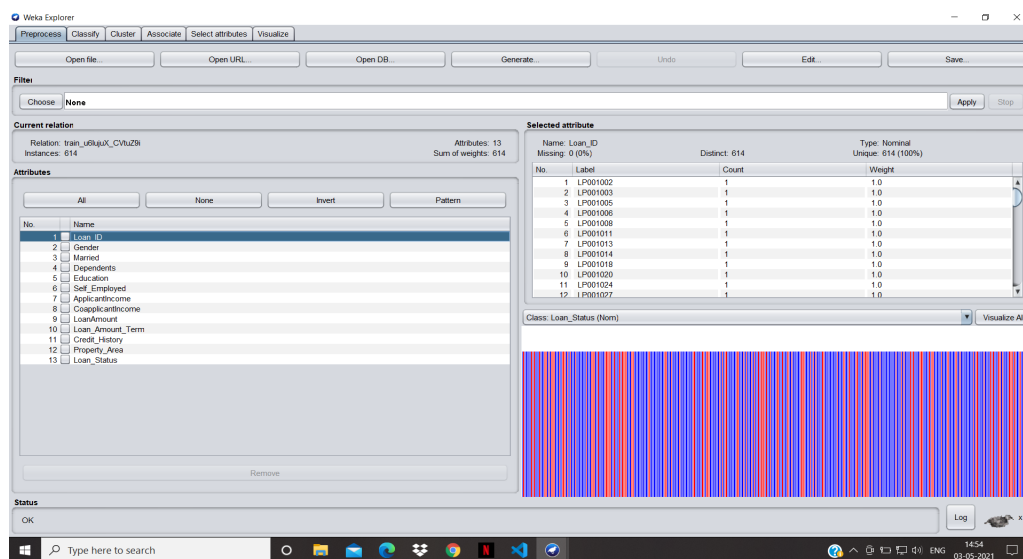 Weka Explorer
Preprocess Classify Cluster Associate Select attributes Visualize
Open file... Open URL... Open DB... Generate... Undo Edit... Save...
Filter
Choose None Apply Stop
Current relation
Relation: train_u6lujuX_CVtuZ9i Attributes: 13
Instances: 614 Sum of weights: 614
Attributes
All None Invert Pattern
No. Name
1 Loan_ID
2 Gender
3 Married
4 Dependents
5 Education
6 Self_Employed
7 ApplicantIncome
8 CoapplicantIncome
9 LoanAmount
10 Loan_Amount_Term
11 Credit_History
12 Property_Area
13 Loan_Status
Remove
Selected attribute
Name: Loan_ID Type: Nominal
Missing: 0 (0%) Distinct: 614 Unique: 614 (100%)
No. Label Count Weight
1 LP001002 1 1.0
2 LP001003 1 1.0
3 LP001005 1 1.0
4 LP001006 1 1.0
5 LP001008 1 1.0
6 LP001011 1 1.0
7 LP001013 1 1.0
8 LP001014 1 1.0
9 LP001018 1 1.0
10 LP001020 1 1.0
11 LP001024 1 1.0
12 LP001027 1 1.0
Class: Loan_Status (Nom) Visualize Al
Status
OK Log x
Type here to search ENG 14:54
03-05-2021